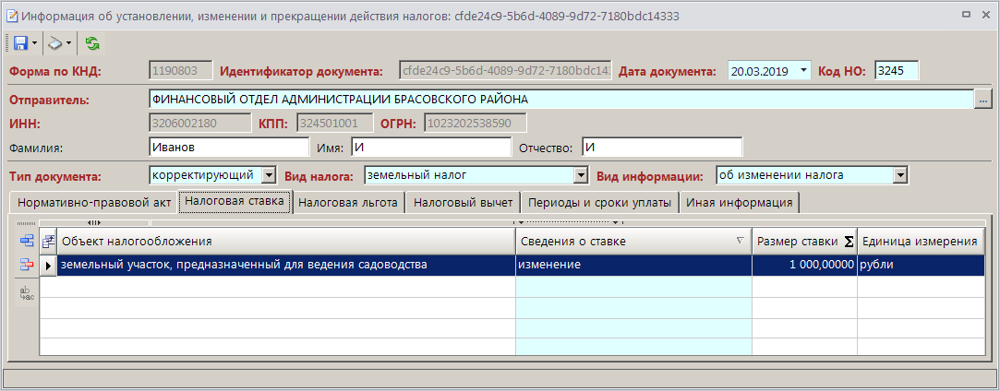 Информация об установлении, изменении и прекращении действия налогов: cfde24c9-5b6d-4089-9d72-7180bdc14333
Форма по КНД: 1190803 Идентификатор документа: cfde24c9-5b6d-4089-9d72-7180bdc143 Дата документа: 20.03.2019 Код НО: 3245
Отправитель: ФИНАНСОВЫЙ ОТДЕЛ АДМИНИСТРАЦИИ БРАСОВСКОГО РАЙОНА ...
ИНН: 3206002180 КПП: 324501001 ОГРН: 1023202538590
Фамилия: Иванов Имя: И Отчество: И
Тип документа: корректирующий Вид налога: земельный налог Вид информации: об изменении налога
Нормативно-правовой акт Налоговая ставка Налоговая льгота Налоговый вычет Периоды и сроки уплаты Иная информация
Объект налогообложения Сведения о ставке Размер ставки Σ Единица измерения
земельный участок, предназначенный для ведения садоводства изменение 1 000,00000 рубли
ab
ac